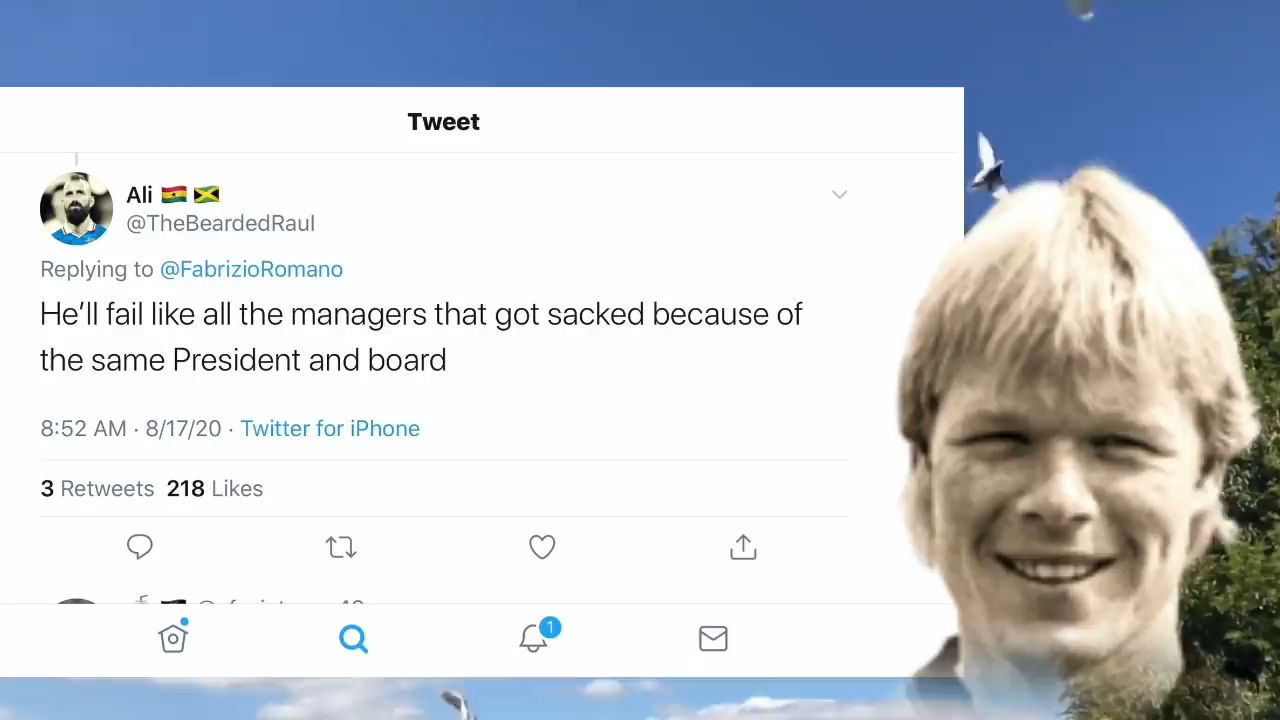 Tweet
Ali
@TheBeardedRaul
Replying to @FabrizioRomano
He’ll fail like all the managers that got sacked because of
the same President and board
8:52 AM · 8/17/20 · Twitter for iPhone
3 Retweets 218 Likes
1